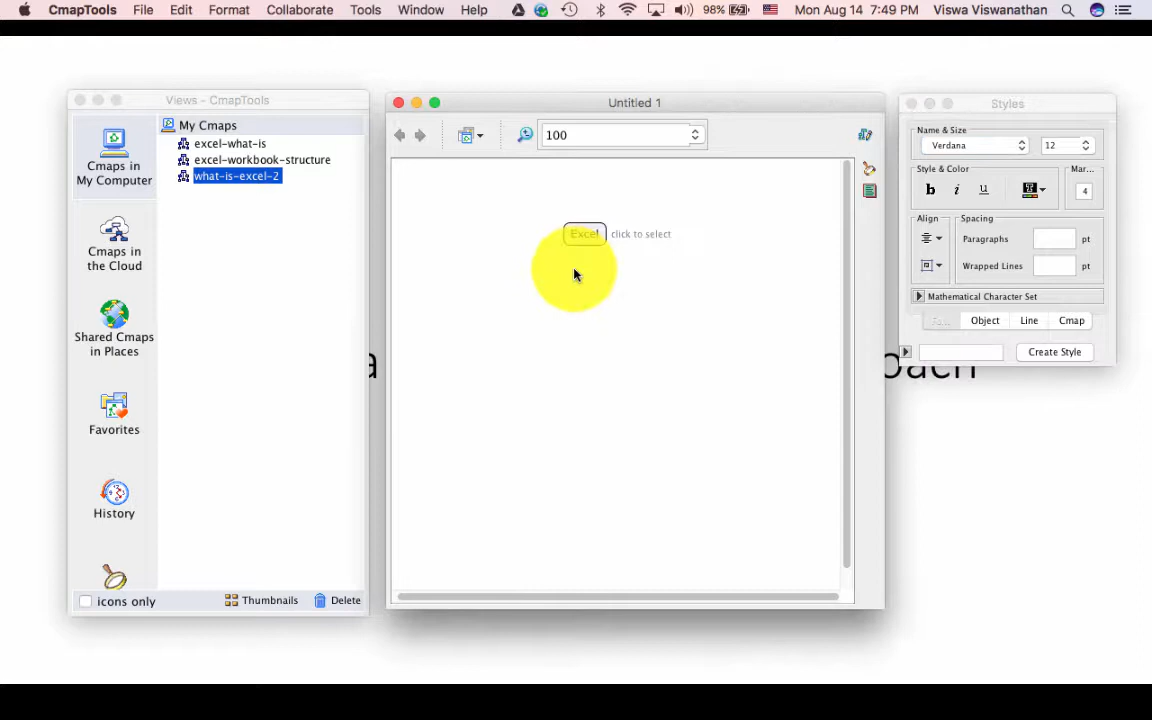 CmapTools File Edit Format Collaborate Tools Window Help 98% Mon Aug 14 7:49 PM Viswa Viswanathan
Views - CmapTools
Cmaps in
My Computer
Cmaps in
the Cloud
Shared Cmaps
in Places
Favorites
History
My Cmaps
excel-what-is
excel-workbook-structure
what-is-excel-2
icons only
Thumbnails
Delete
Untitled 1
100
Excel click to select
a
oach
Styles
Name & Size
Verdana 12
Style & Color Mar...
b i u 4
Align Spacing
Paragraphs pt
Wrapped Lines pt
Mathematical Character Set
Object Line Cmap
Create Style